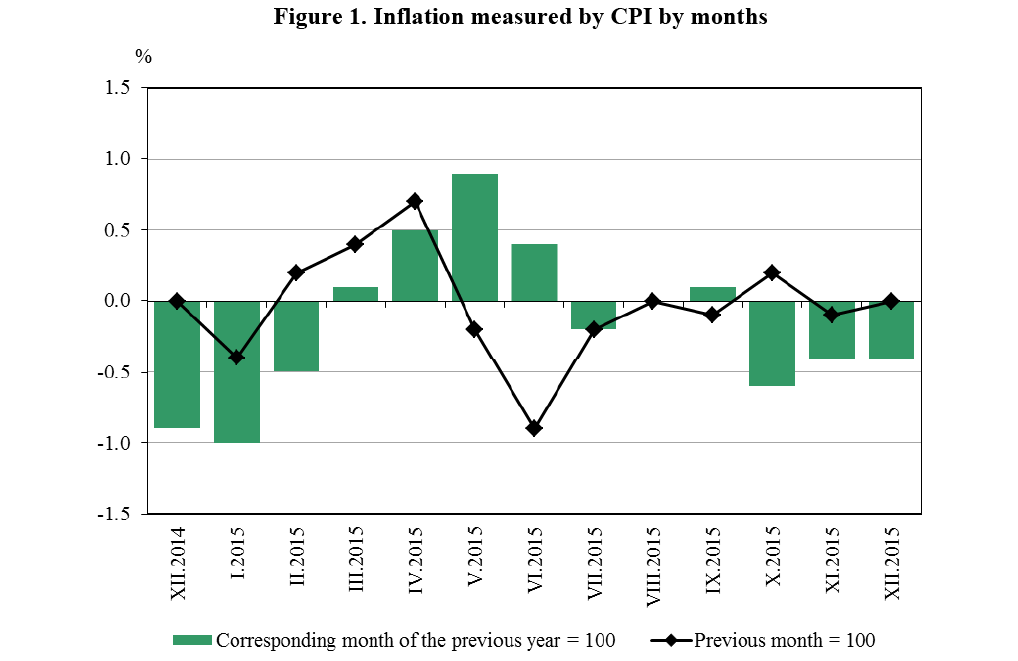 Figure 1. Inflation measured by CPI by months
%
1.5
1.0
0.5
0.0
-0.5
-1.0
-1.5
XII.2014
I.2015
II.2015
III.2015
IV.2015
V.2015
VI.2015
VII.2015
VIII.2015
IX.2015
X.2015
XI.2015
XII.2015
Corresponding month of the previous year = 100
Previous month = 100